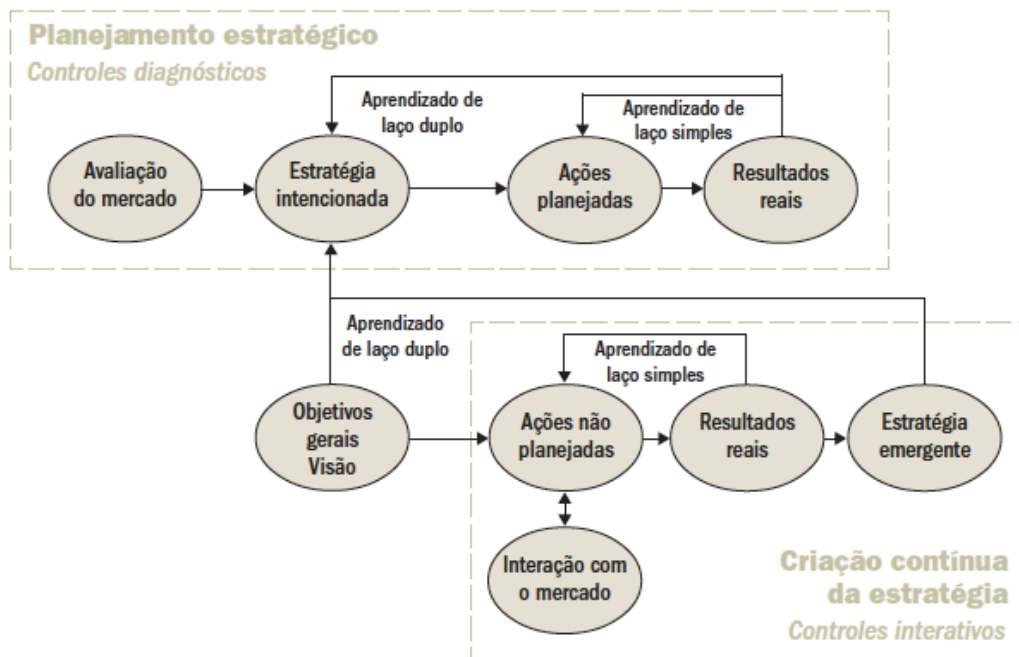 Planejamento estratégico
Controles diagnósticos
Aprendizado de
laço duplo
Aprendizado de
laço simples
Avaliação
do mercado
Estratégia
intencionada
Ações
planejadas
Resultados
reais
Aprendizado
de laço duplo
Aprendizado de
laço simples
Objetivos
gerais
Visão
Ações não
planejadas
Resultados
reais
Estratégia
emergente
Interação com
o mercado
Criação contínua
da estratégia
Controles interativos